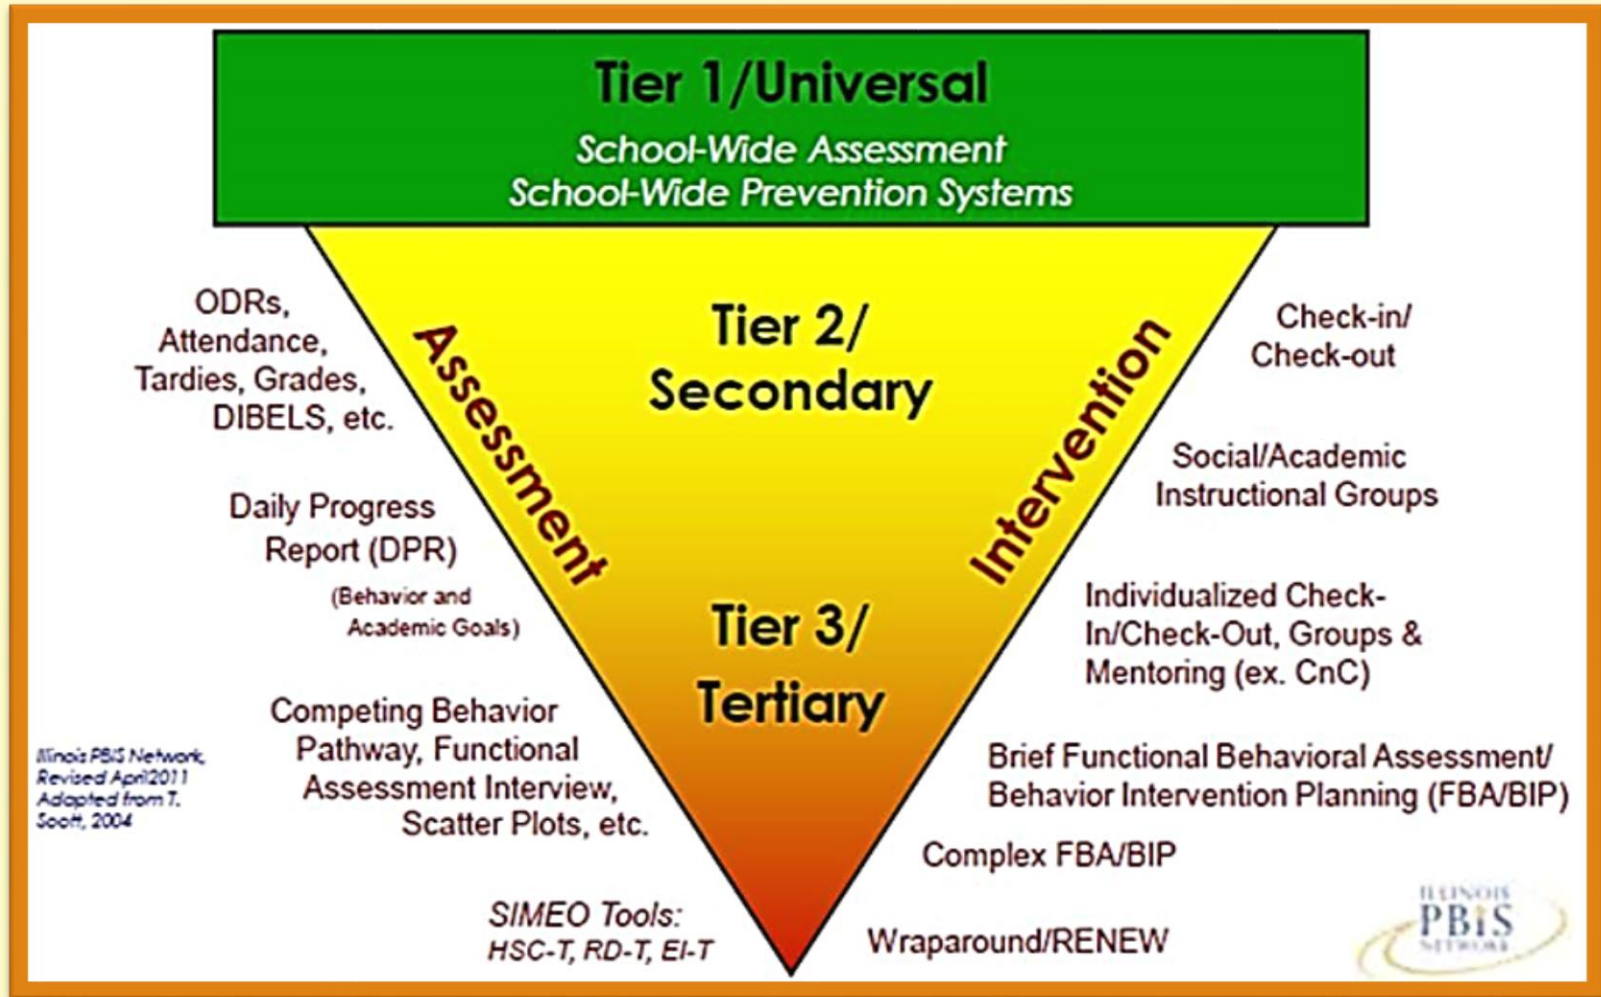 Tier 1/Universal
School-Wide Assessment
School-Wide Prevention Systems
ODRs,
Attendance,
Tardies, Grades,
DIBELS, etc.
Daily Progress
Report (DPR)
(Behavior and
Academic Goals)
Competing Behavior
Pathway, Functional
Assessment Interview,
Scatter Plots, etc.
SIMEO Tools:
HSC-T, RD-T, EI-T
Assessment
Tier 2/
Secondary
Tier 3/
Tertiary
Intervention
Check-in/
Check-out
Social/Academic
Instructional Groups
Individualized Check-
In/Check-Out, Groups &
Mentoring (ex. CnC)
Brief Functional Behavioral Assessment/
Behavior Intervention Planning (FBA/BIP)
Complex FBA/BIP
Wraparound/RENEW
Illinois PBIS Network,
Revised April 2011
Adapted from T.
Scott, 2004
ILLINOIS
PBiS
NETWORK